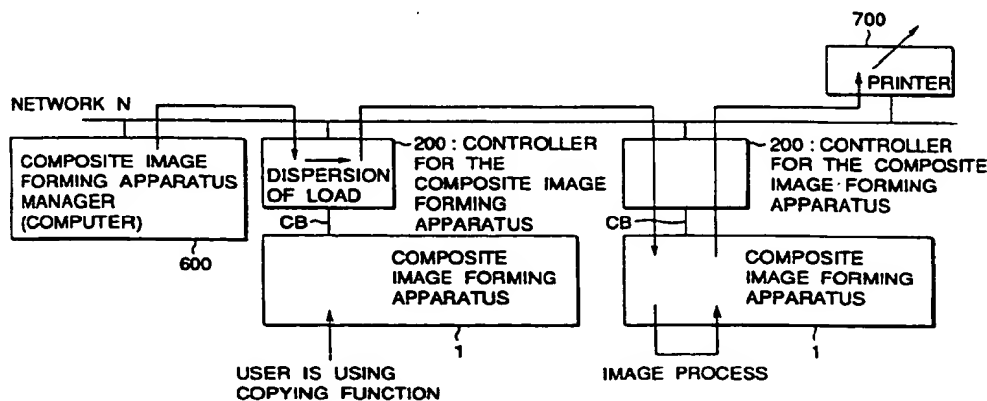 700
PRINTER
NETWORK N
COMPOSITE IMAGE
FORMING APPARATUS
MANAGER
(COMPUTER)
600
DISPERSION
OF LOAD
200 : CONTROLLER
FOR THE
COMPOSITE IMAGE
FORMING
APPARATUS
CB
COMPOSITE
IMAGE FORMING
APPARATUS
1
USER IS USING
COPYING FUNCTION
200 : CONTROLLER
FOR THE COMPOSITE
IMAGE FORMING
APPARATUS
CB
COMPOSITE
IMAGE FORMING
APPARATUS
1
IMAGE PROCESS